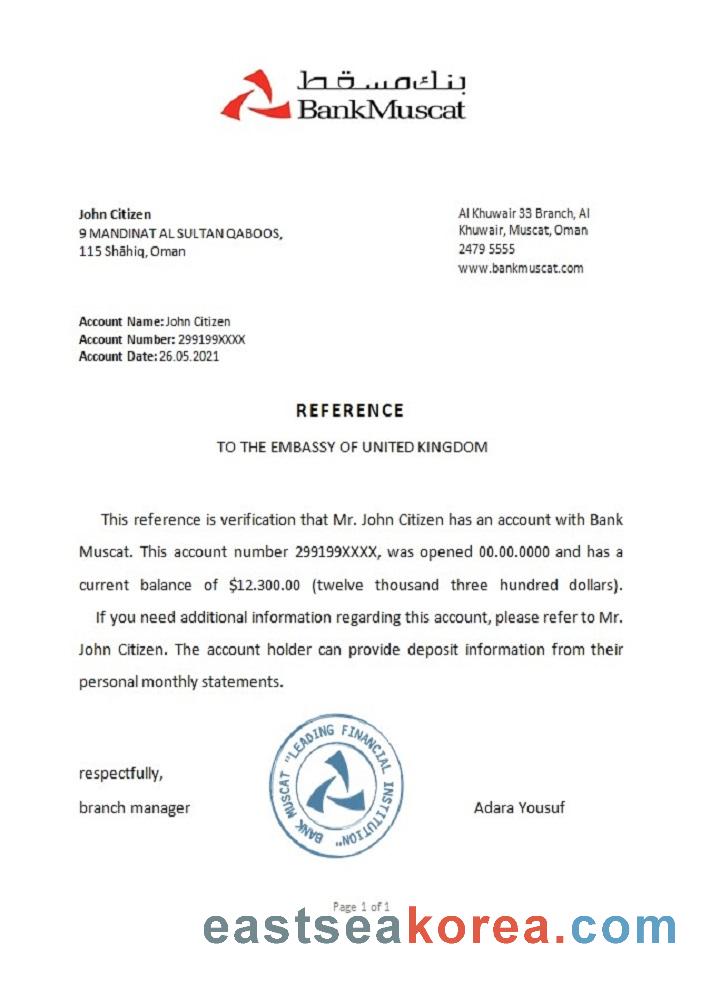 بنك مسقط
BankMuscat
John Citizen
9 MANDINAT AL SULTAN QABOOS,
115 Shāhiq, Oman
Al Khuwair 33 Branch, Al
Khuwair, Muscat, Oman
2479 5555
www.bankmuscat.com
Account Name: John Citizen
Account Number: 299199XXXX
Account Date: 26.05.2021
REFERENCE
TO THE EMBASSY OF UNITED KINGDOM
This reference is verification that Mr. John Citizen has an account with Bank
Muscat. This account number 299199XXXX, was opened 00.00.0000 and has a
current balance of $12.300.00 (twelve thousand three hundred dollars).
If you need additional information regarding this account, please refer to Mr.
John Citizen. The account holder can provide deposit information from their
personal monthly statements.
respectfully,
branch manager
BANK MUSCAT "LEADING FINANCIAL INSTITUTION"
Adara Yousuf
Page 1 of 1
eastseakorea.com